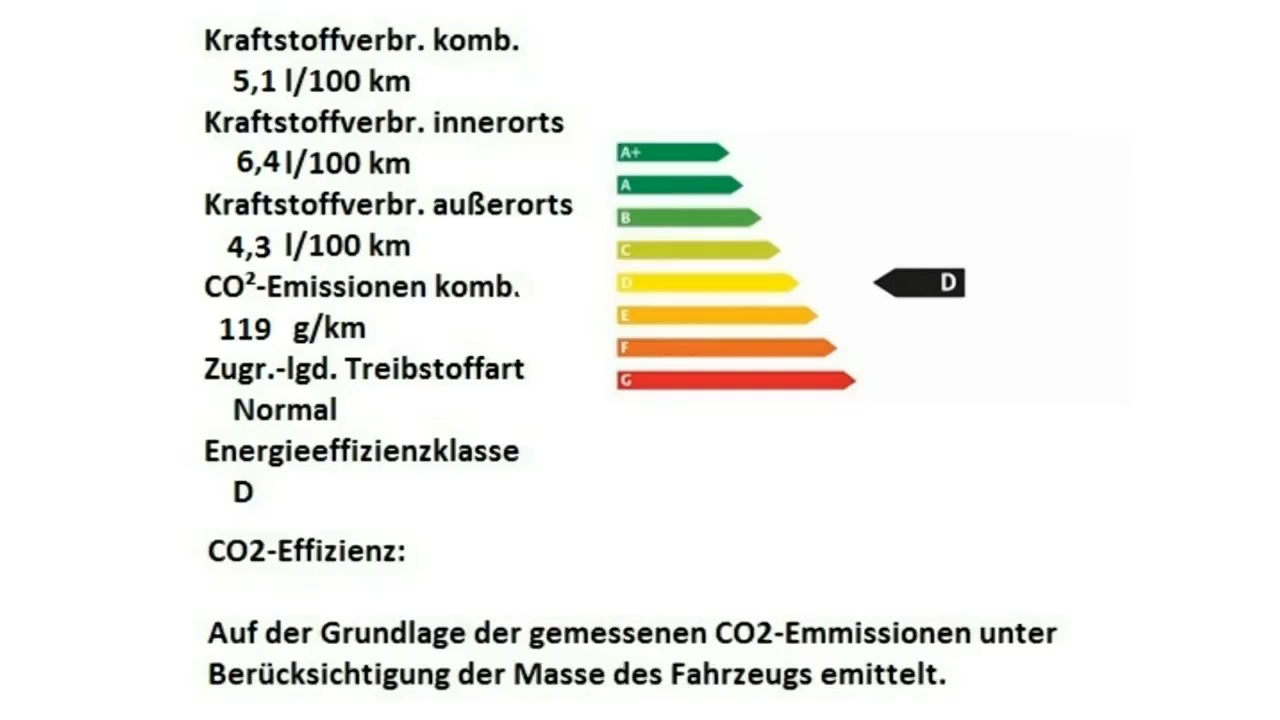 Kraftstoffverbr. komb.
5,1 l/100 km
Kraftstoffverbr. innerorts
6,4 l/100 km
Kraftstoffverbr. außerorts
4,3 l/100 km
CO²-Emissionen komb.
119 g/km
Zugr.-lgd. Treibstoffart
Normal
Energieeffizienzklasse
D
A+
A
B
C
D
D
E
F
G
CO2-Effizienz:
Auf der Grundlage der gemessenen CO2-Emmissionen unter
Berücksichtigung der Masse des Fahrzeugs emittelt.